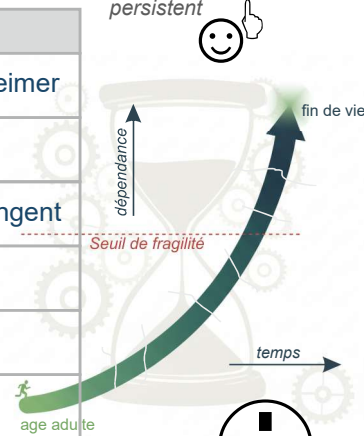 persistent
eimer
fin de vie
dépendance
ngent
Seuil de fragilité
temps
age adulte